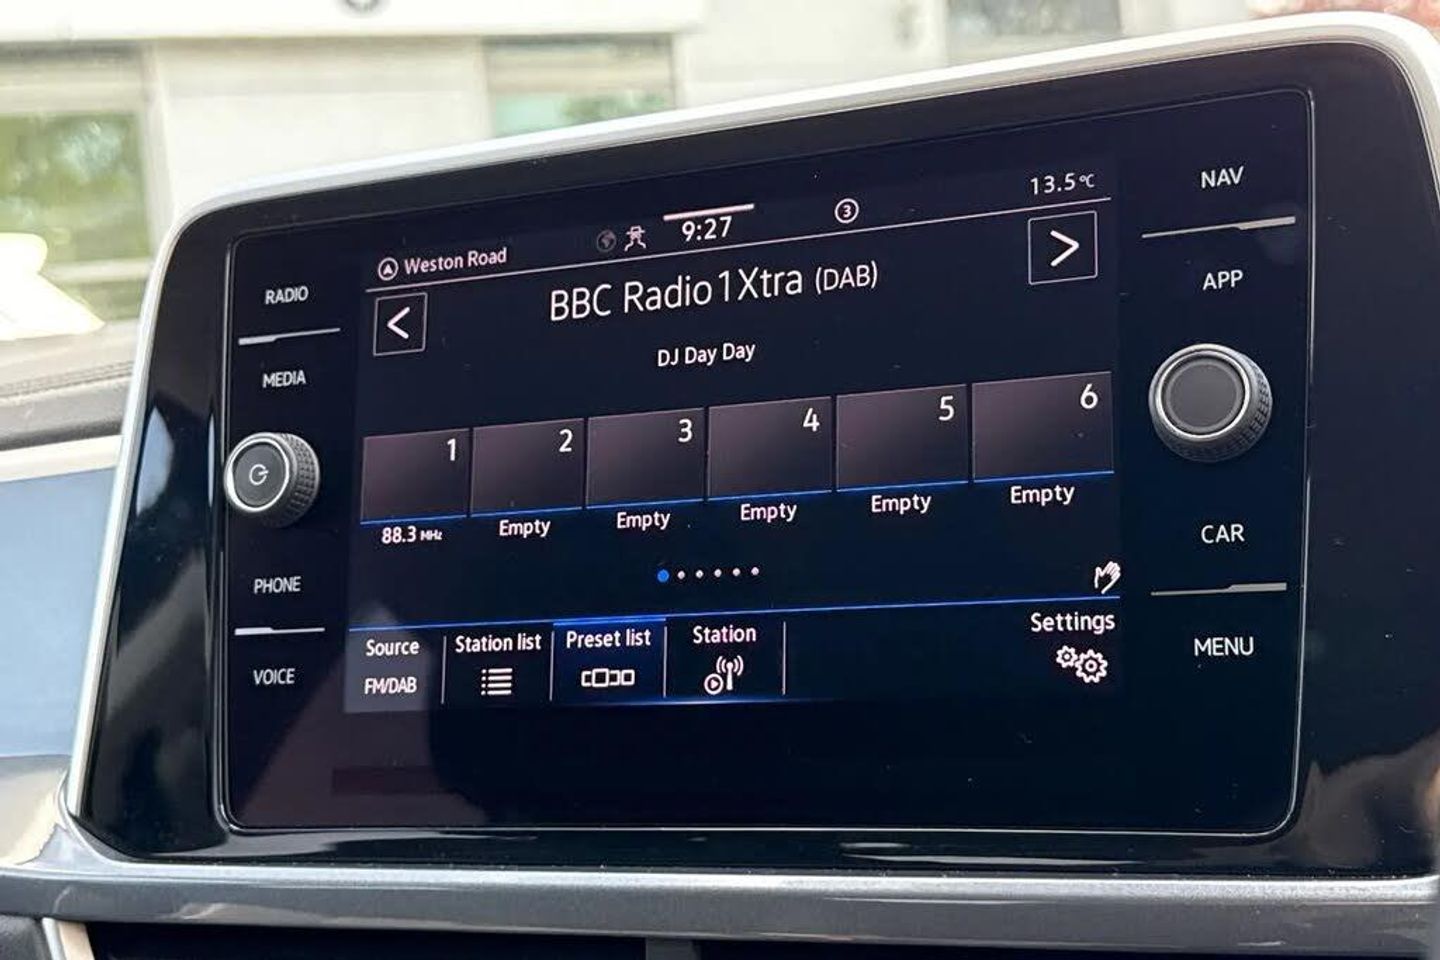 Weston Road
9:27
3
13.5°C
BBC Radio 1Xtra (DAB)
DJ Day Day
1
2
3
4
5
6
88.3 MHz
Empty
Empty
Empty
Empty
Empty
Source
FM/DAB
Station list
Preset list
Station
Settings
RADIO
MEDIA
PHONE
VOICE
NAV
APP
CAR
MENU